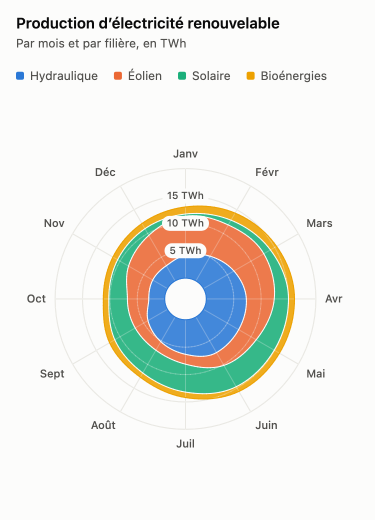 Production d’électricité renouvelable
Par mois et par filière, en TWh
Hydraulique Éolien Solaire Bioénergies
Janv
Déc Févr
15 TWh
Nov 10 TWh Mars
5 TWh
Oct Avr
Sept Mai
Août Juin
Juil